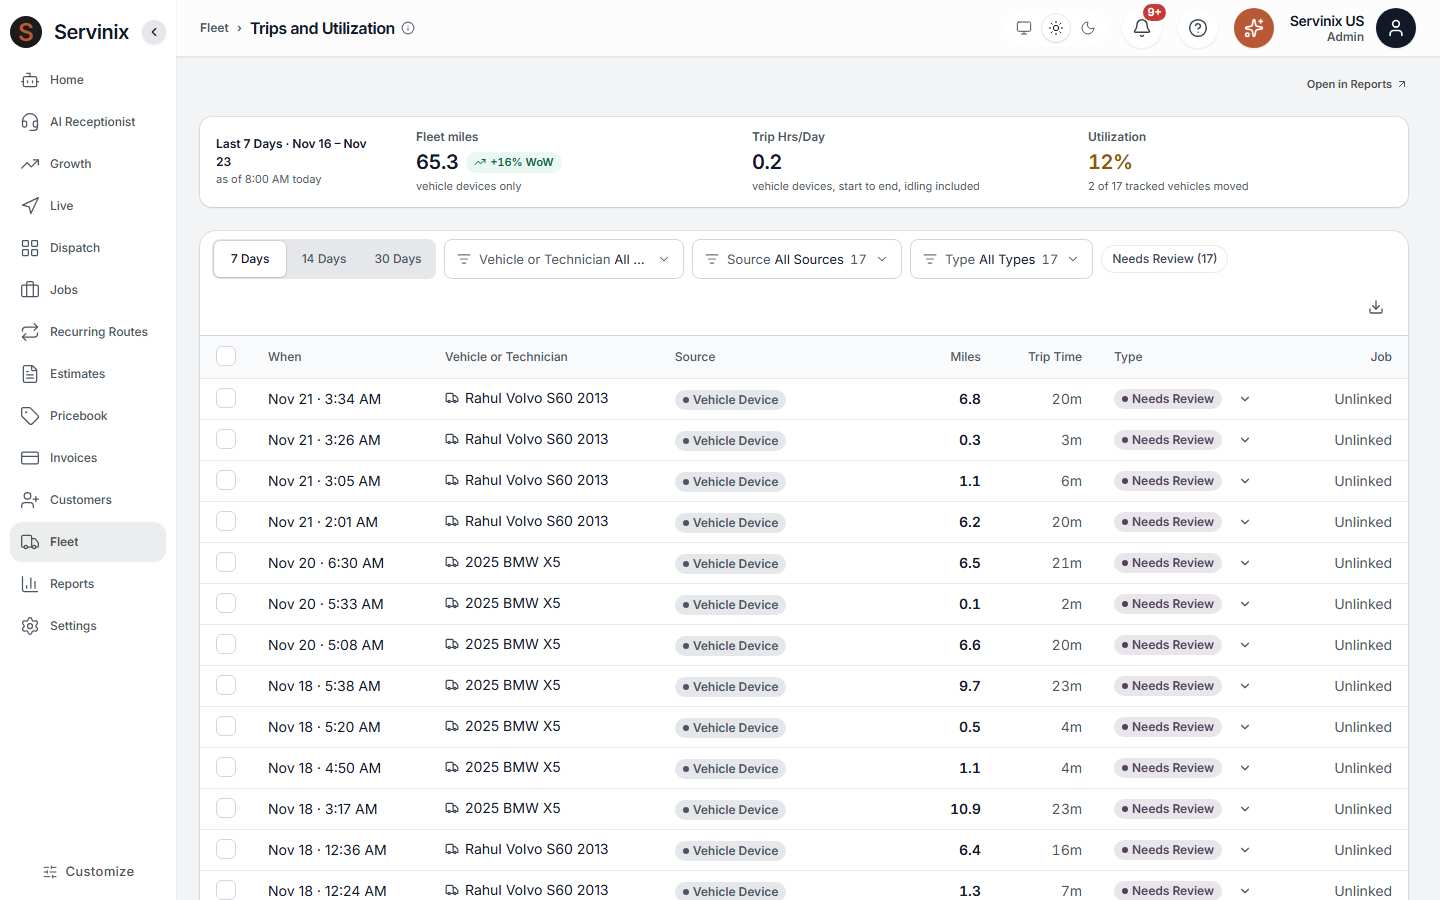 S Servinix
Fleet › Trips and Utilization
9+
Servinix US
Admin
Home
AI Receptionist
Growth
Live
Dispatch
Jobs
Recurring Routes
Estimates
Pricebook
Invoices
Customers
Fleet
Reports
Settings
Customize
Open in Reports
Last 7 Days · Nov 16 – Nov
23
as of 8:00 AM today
Fleet miles
65.3 +16% WoW
vehicle devices only
Trip Hrs/Day
0.2
vehicle devices, start to end, idling included
Utilization
12%
2 of 17 tracked vehicles moved
7 Days 14 Days 30 Days Vehicle or Technician All ... Source All Sources 17 Type All Types 17 Needs Review (17)
When Vehicle or Technician Source Miles Trip Time Type Job
Nov 21 · 3:34 AM Rahul Volvo S60 2013 Vehicle Device 6.8 20m Needs Review Unlinked
Nov 21 · 3:26 AM Rahul Volvo S60 2013 Vehicle Device 0.3 3m Needs Review Unlinked
Nov 21 · 3:05 AM Rahul Volvo S60 2013 Vehicle Device 1.1 6m Needs Review Unlinked
Nov 21 · 2:01 AM Rahul Volvo S60 2013 Vehicle Device 6.2 20m Needs Review Unlinked
Nov 20 · 6:30 AM 2025 BMW X5 Vehicle Device 6.5 21m Needs Review Unlinked
Nov 20 · 5:33 AM 2025 BMW X5 Vehicle Device 0.1 2m Needs Review Unlinked
Nov 20 · 5:08 AM 2025 BMW X5 Vehicle Device 6.6 20m Needs Review Unlinked
Nov 18 · 5:38 AM 2025 BMW X5 Vehicle Device 9.7 23m Needs Review Unlinked
Nov 18 · 5:20 AM 2025 BMW X5 Vehicle Device 0.5 4m Needs Review Unlinked
Nov 18 · 4:50 AM 2025 BMW X5 Vehicle Device 1.1 4m Needs Review Unlinked
Nov 18 · 3:17 AM 2025 BMW X5 Vehicle Device 10.9 23m Needs Review Unlinked
Nov 18 · 12:36 AM Rahul Volvo S60 2013 Vehicle Device 6.4 16m Needs Review Unlinked
Nov 18 · 12:24 AM Rahul Volvo S60 2013 Vehicle Device 1.3 7m Needs Review Unlinked